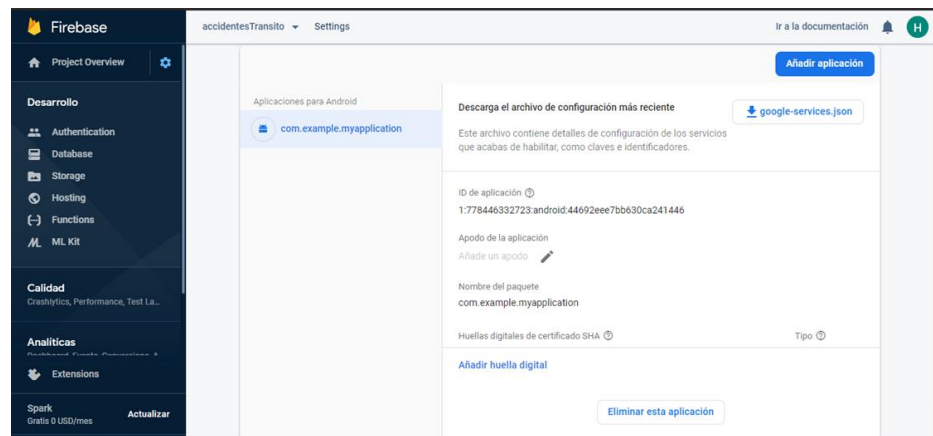 Firebase
accidentesTransito Settings Ir a la documentación H
Project Overview
Añadir aplicación
Desarrollo
Authentication
Database
Storage
Hosting
Functions
ML Kit
Calidad
Crashlytics, Performance, Test La...
Analíticas
Extensions
Spark
Gratis 0 USD/mes
Actualizar
Aplicaciones para Android
com.example.myapplication
Descarga el archivo de configuración más reciente
google-services.json
Este archivo contiene detalles de configuración de los servicios
que acabas de habilitar, como claves e identificadores.
ID de aplicación
1:778446332723:android:44692eee7bb630ca241446
Apodo de la aplicación
Añade un apodo
Nombre del paquete
com.example.myapplication
Huellas digitales de certificado SHA Tipo
Añadir huella digital
Eliminar esta aplicación